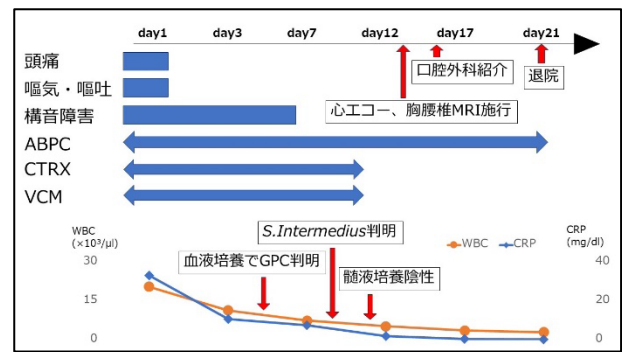 day1 day3 day7 day12 day17 day21
頭痛
嘔気・嘔吐
構音障害
口腔外科紹介
退院
心エコー、胸腰椎MRI施行
ABPC
CTRX
VCM
WBC
(×10³/μl)
CRP
(mg/dl)
S.Intermedius判明
WBC CRP
血液培養でGPC判明
髄液培養陰性
30 40
15 20
0 0